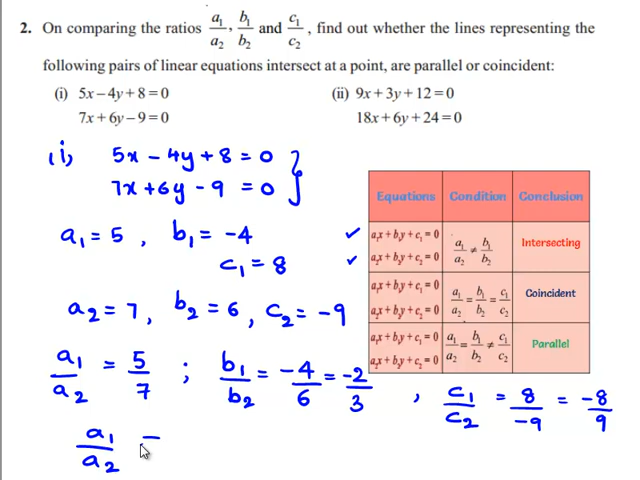 2. On comparing the ratios a₁/a₂, b₁/b₂ and c₁/c₂, find out whether the lines representing the
following pairs of linear equations intersect at a point, are parallel or coincident:
(i) 5x – 4y + 8 = 0 (ii) 9x + 3y + 12 = 0
7x + 6y – 9 = 0 18x + 6y + 24 = 0
(i) 5x – 4y + 8 = 0 }
7x + 6y – 9 = 0
a₁ = 5 , b₁ = –4
c₁ = 8
a₂ = 7, b₂ = 6, c₂ = –9
a₁/a₂ = 5/7 ; b₁/b₂ = –4/6 = –2/3 , c₁/c₂ = 8/–9 = –8/9
a₁/a₂ –
Equations Condition Conclusion
✓ a₁x + b₁y + c₁ = 0
✓ a₂x + b₂y + c₂ = 0 a₁/a₂ ≠ b₁/b₂ Intersecting
a₁x + b₁y + c₁ = 0
a₂x + b₂y + c₂ = 0 a₁/a₂ = b₁/b₂ = c₁/c₂ Coincident
a₁x + b₁y + c₁ = 0
a₂x + b₂y + c₂ = 0 a₁/a₂ = b₁/b₂ ≠ c₁/c₂ Parallel